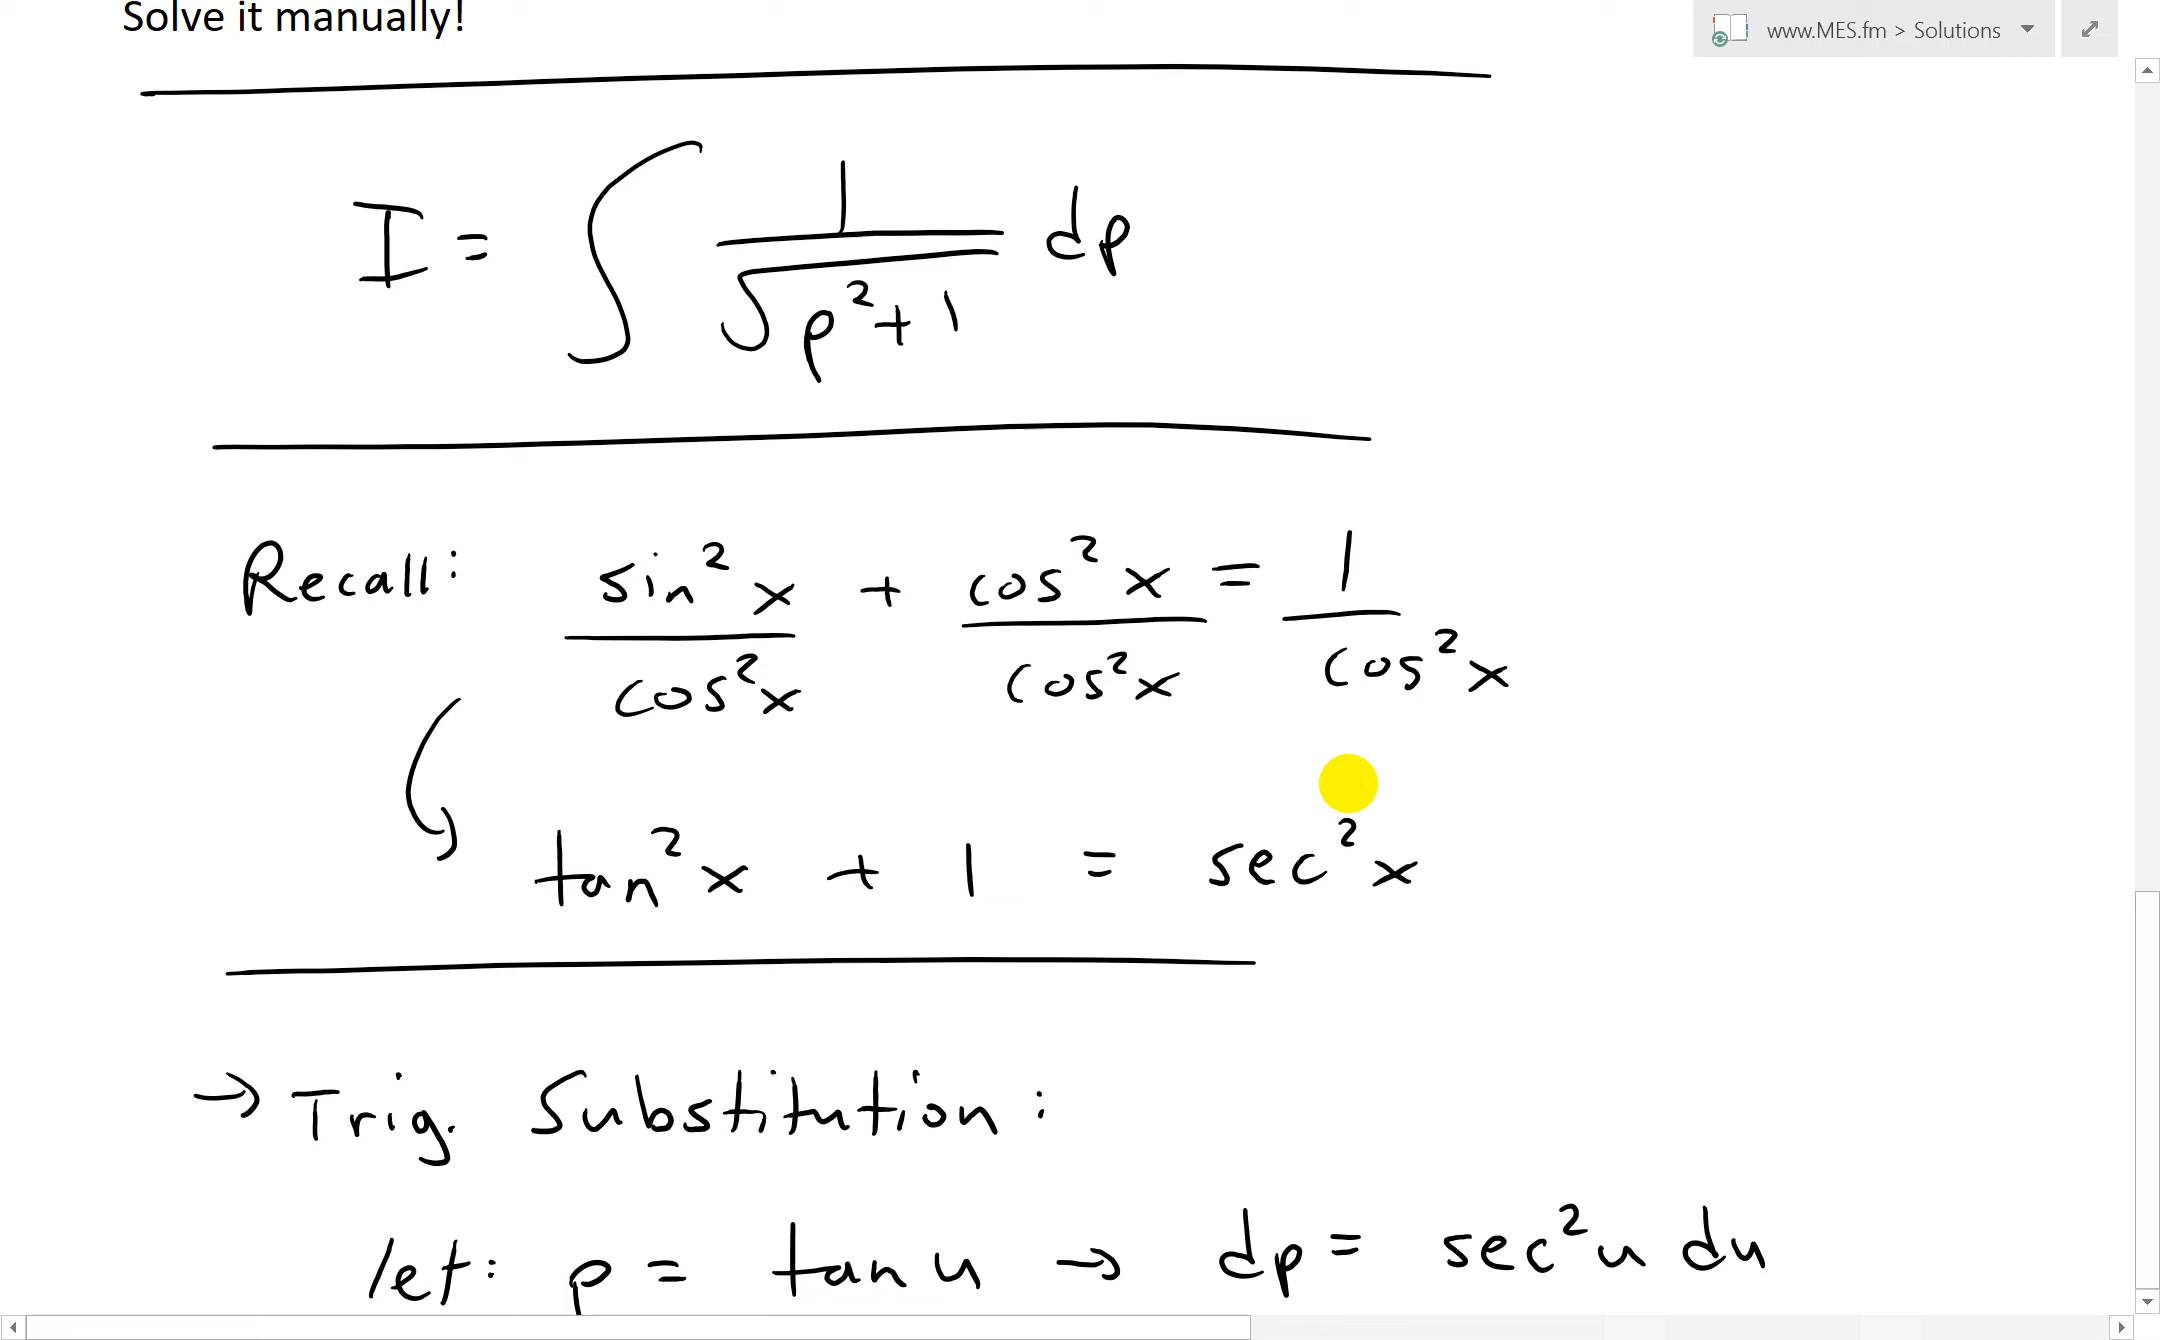 Solve it manually!
www.MES.fm > Solutions
I = ∫ 1/√(p²+1) dp
Recall: sin²x/cos²x + cos²x/cos²x = 1/cos²x
tan²x + 1 = sec²x
→ Trig. Substitution:
let: p = tan u → dp = sec²u du